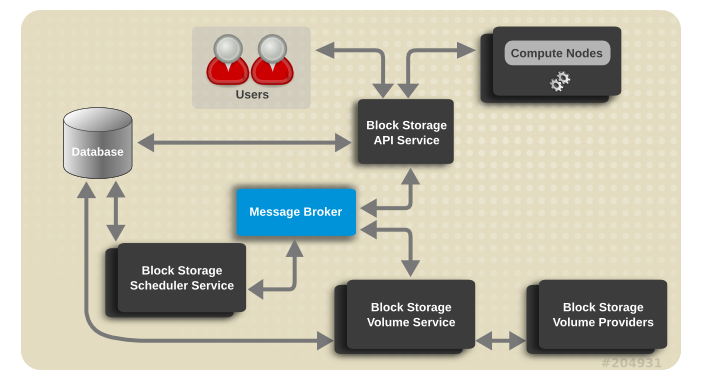 Users
Compute Nodes
Block Storage
API Service
Database
Message Broker
Block Storage
Scheduler Service
Block Storage
Volume Service
Block Storage
Volume Providers
#204931